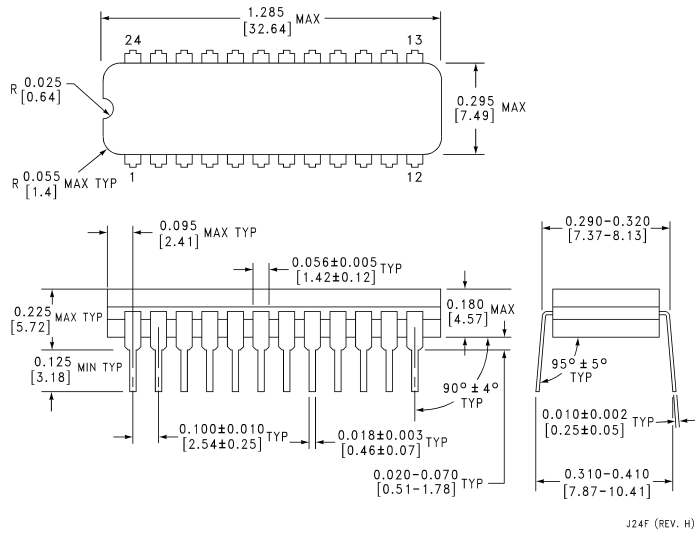 1.285 MAX
[32.64]
24
13
R 0.025
[0.64]
0.295 MAX
[7.49]
R 0.055 MAX TYP
[1.4]
1
12
0.095 MAX TYP
[2.41]
0.290-0.320
[7.37-8.13]
0.056±0.005 TYP
[1.42±0.12]
0.225 MAX TYP
[5.72]
0.180 MAX
[4.57]
0.125 MIN TYP
[3.18]
90° ± 4°
TYP
95° ± 5°
TYP
0.100±0.010 TYP
[2.54±0.25]
0.018±0.003 TYP
[0.46±0.07]
0.010±0.002 TYP
[0.25±0.05]
0.020-0.070 TYP
[0.51-1.78]
0.310-0.410
[7.87-10.41]
J24F (REV. H)